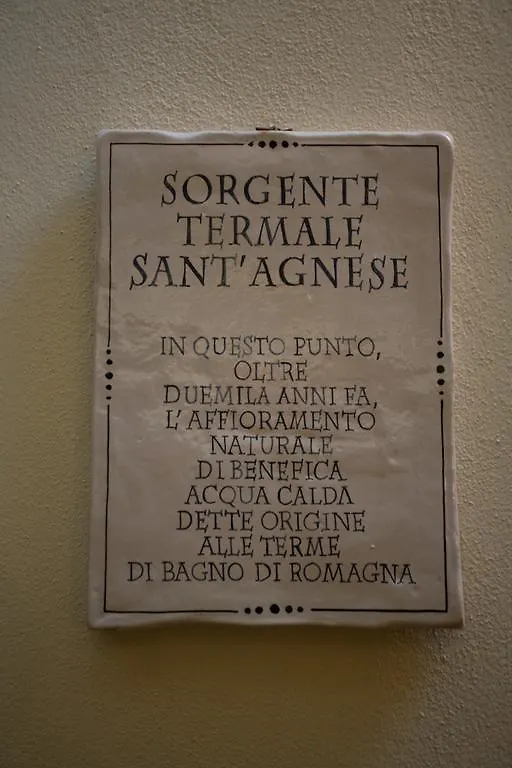 SORGENTE
TERMALE
SANT'AGNESE
IN QUESTO PUNTO,
OLTRE
DUEMILA ANNI FA,
L'AFFIORAMENTO
NATURALE
DI BENEFICA
ACQUA CALDA
DETTE ORIGINE
ALLE TERME
DI BAGNO DI ROMAGNA